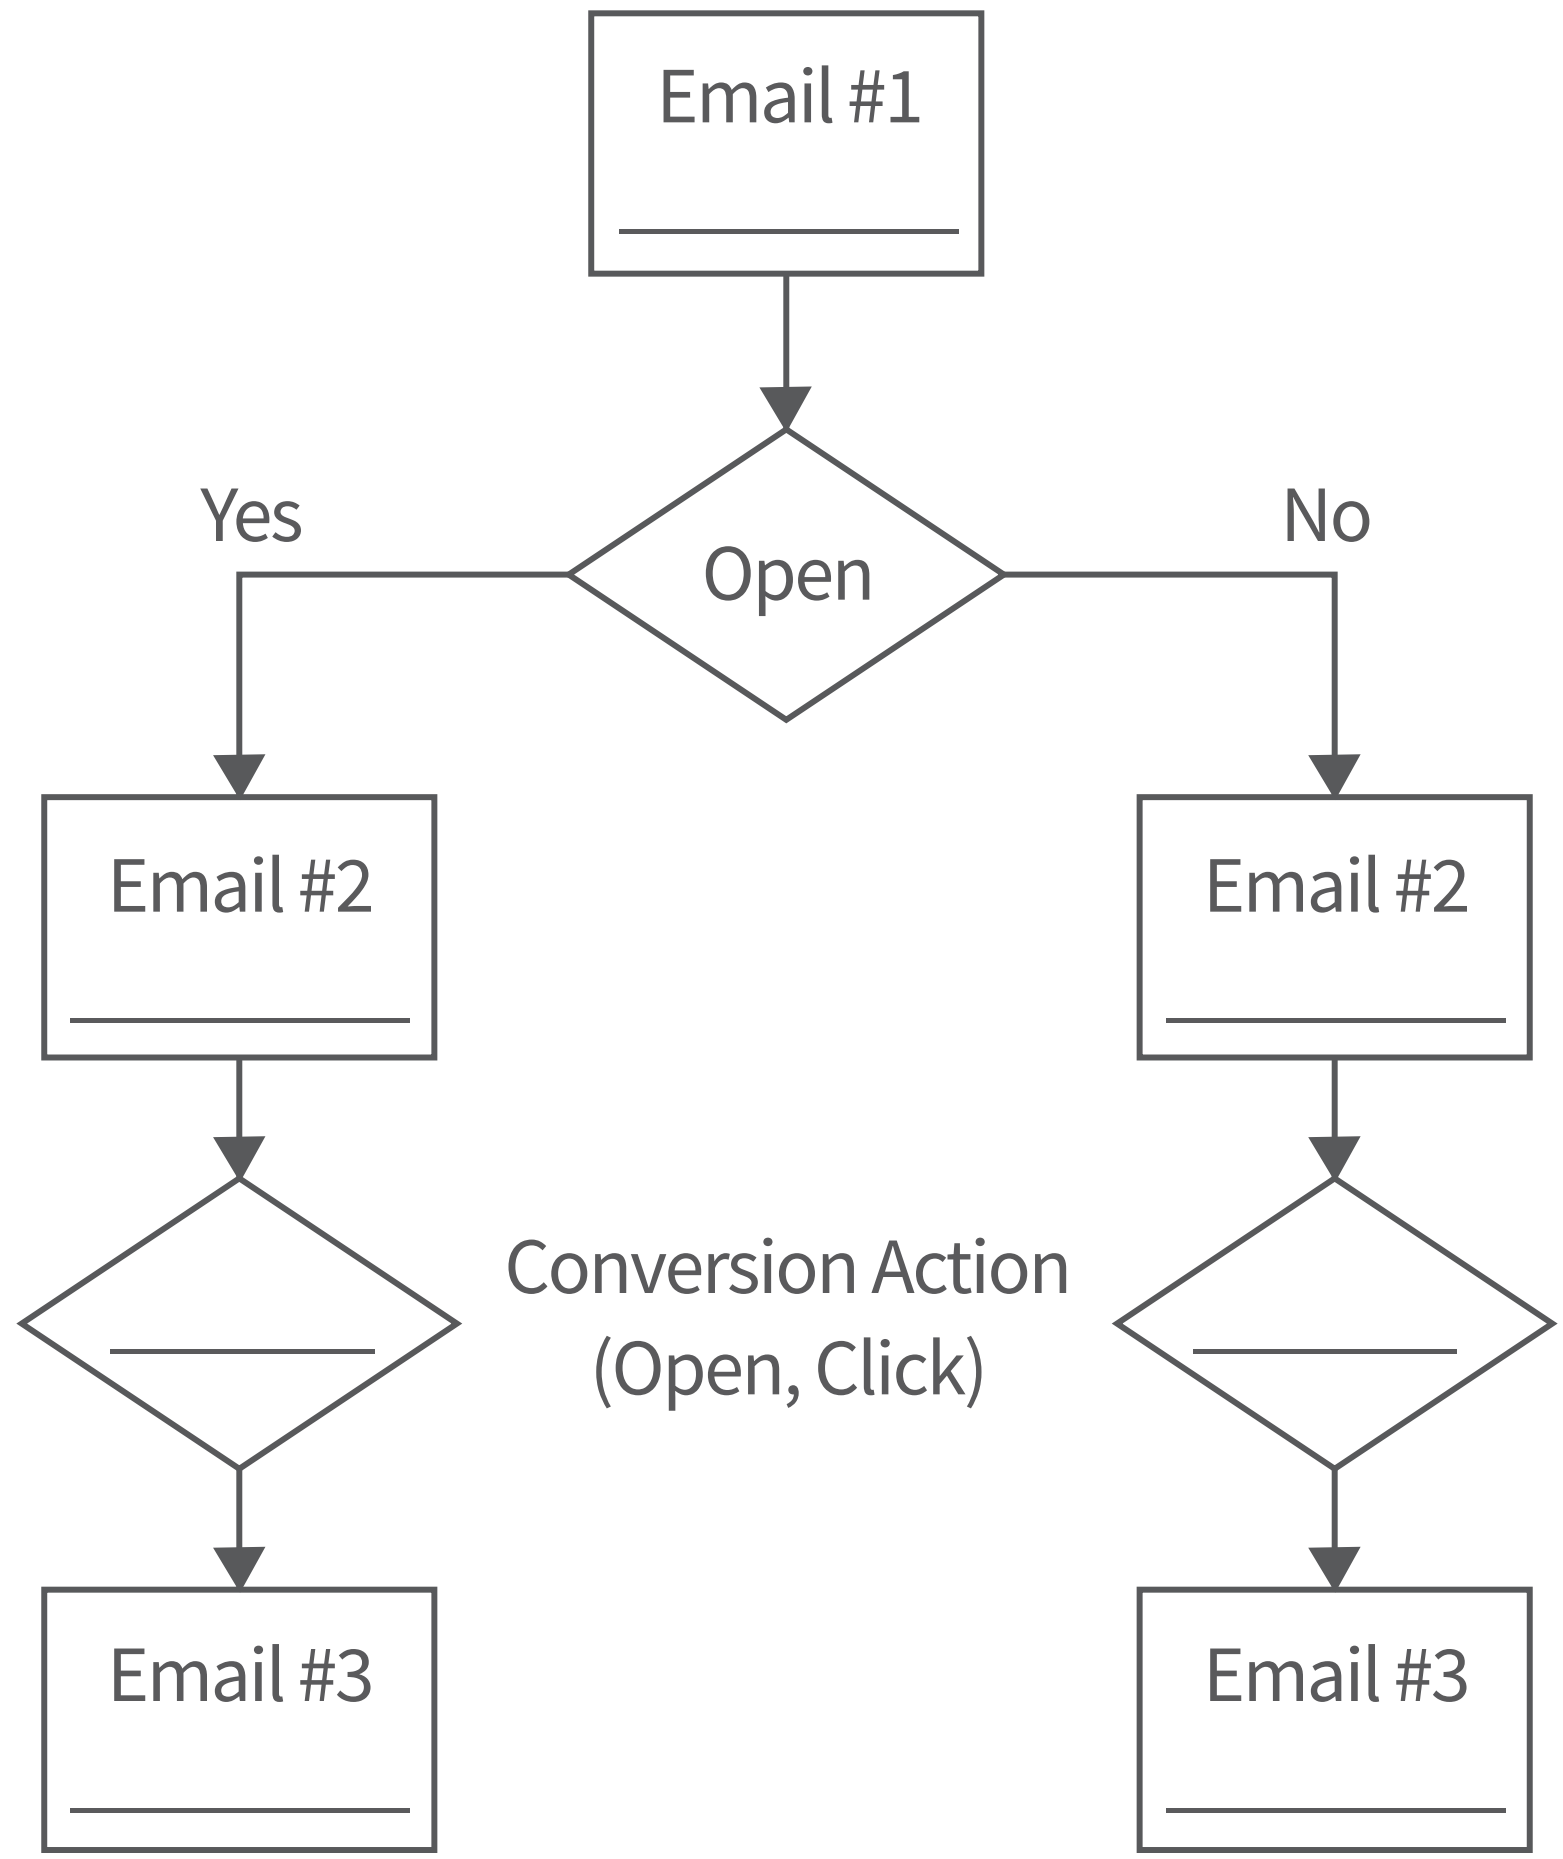 Email #1
Yes
No
Open
Email #2
Email #2
Conversion Action
(Open, Click)
Email #3
Email #3